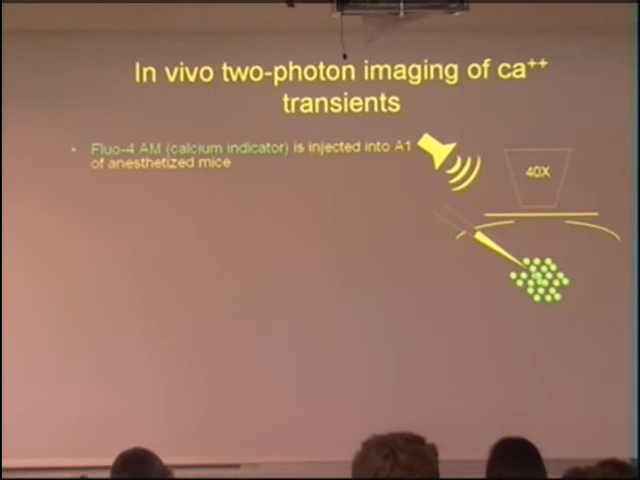 In vivo two-photon imaging of ca++
transients
• Fluo-4 AM (calcium indicator) is injected into A1
of anesthetized mice
40X